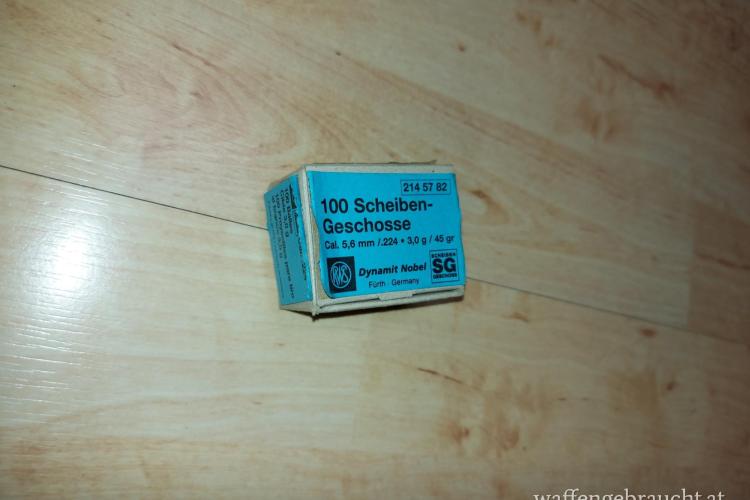 214 57 82
100 Scheiben-
Geschosse
Cal. 5,6 mm /.224 • 3,0 g / 45 gr
RWS
Dynamit Nobel
Fürth · Germany
SCHEIBEN
SG
GESCHOSS
waffengebraucht.at